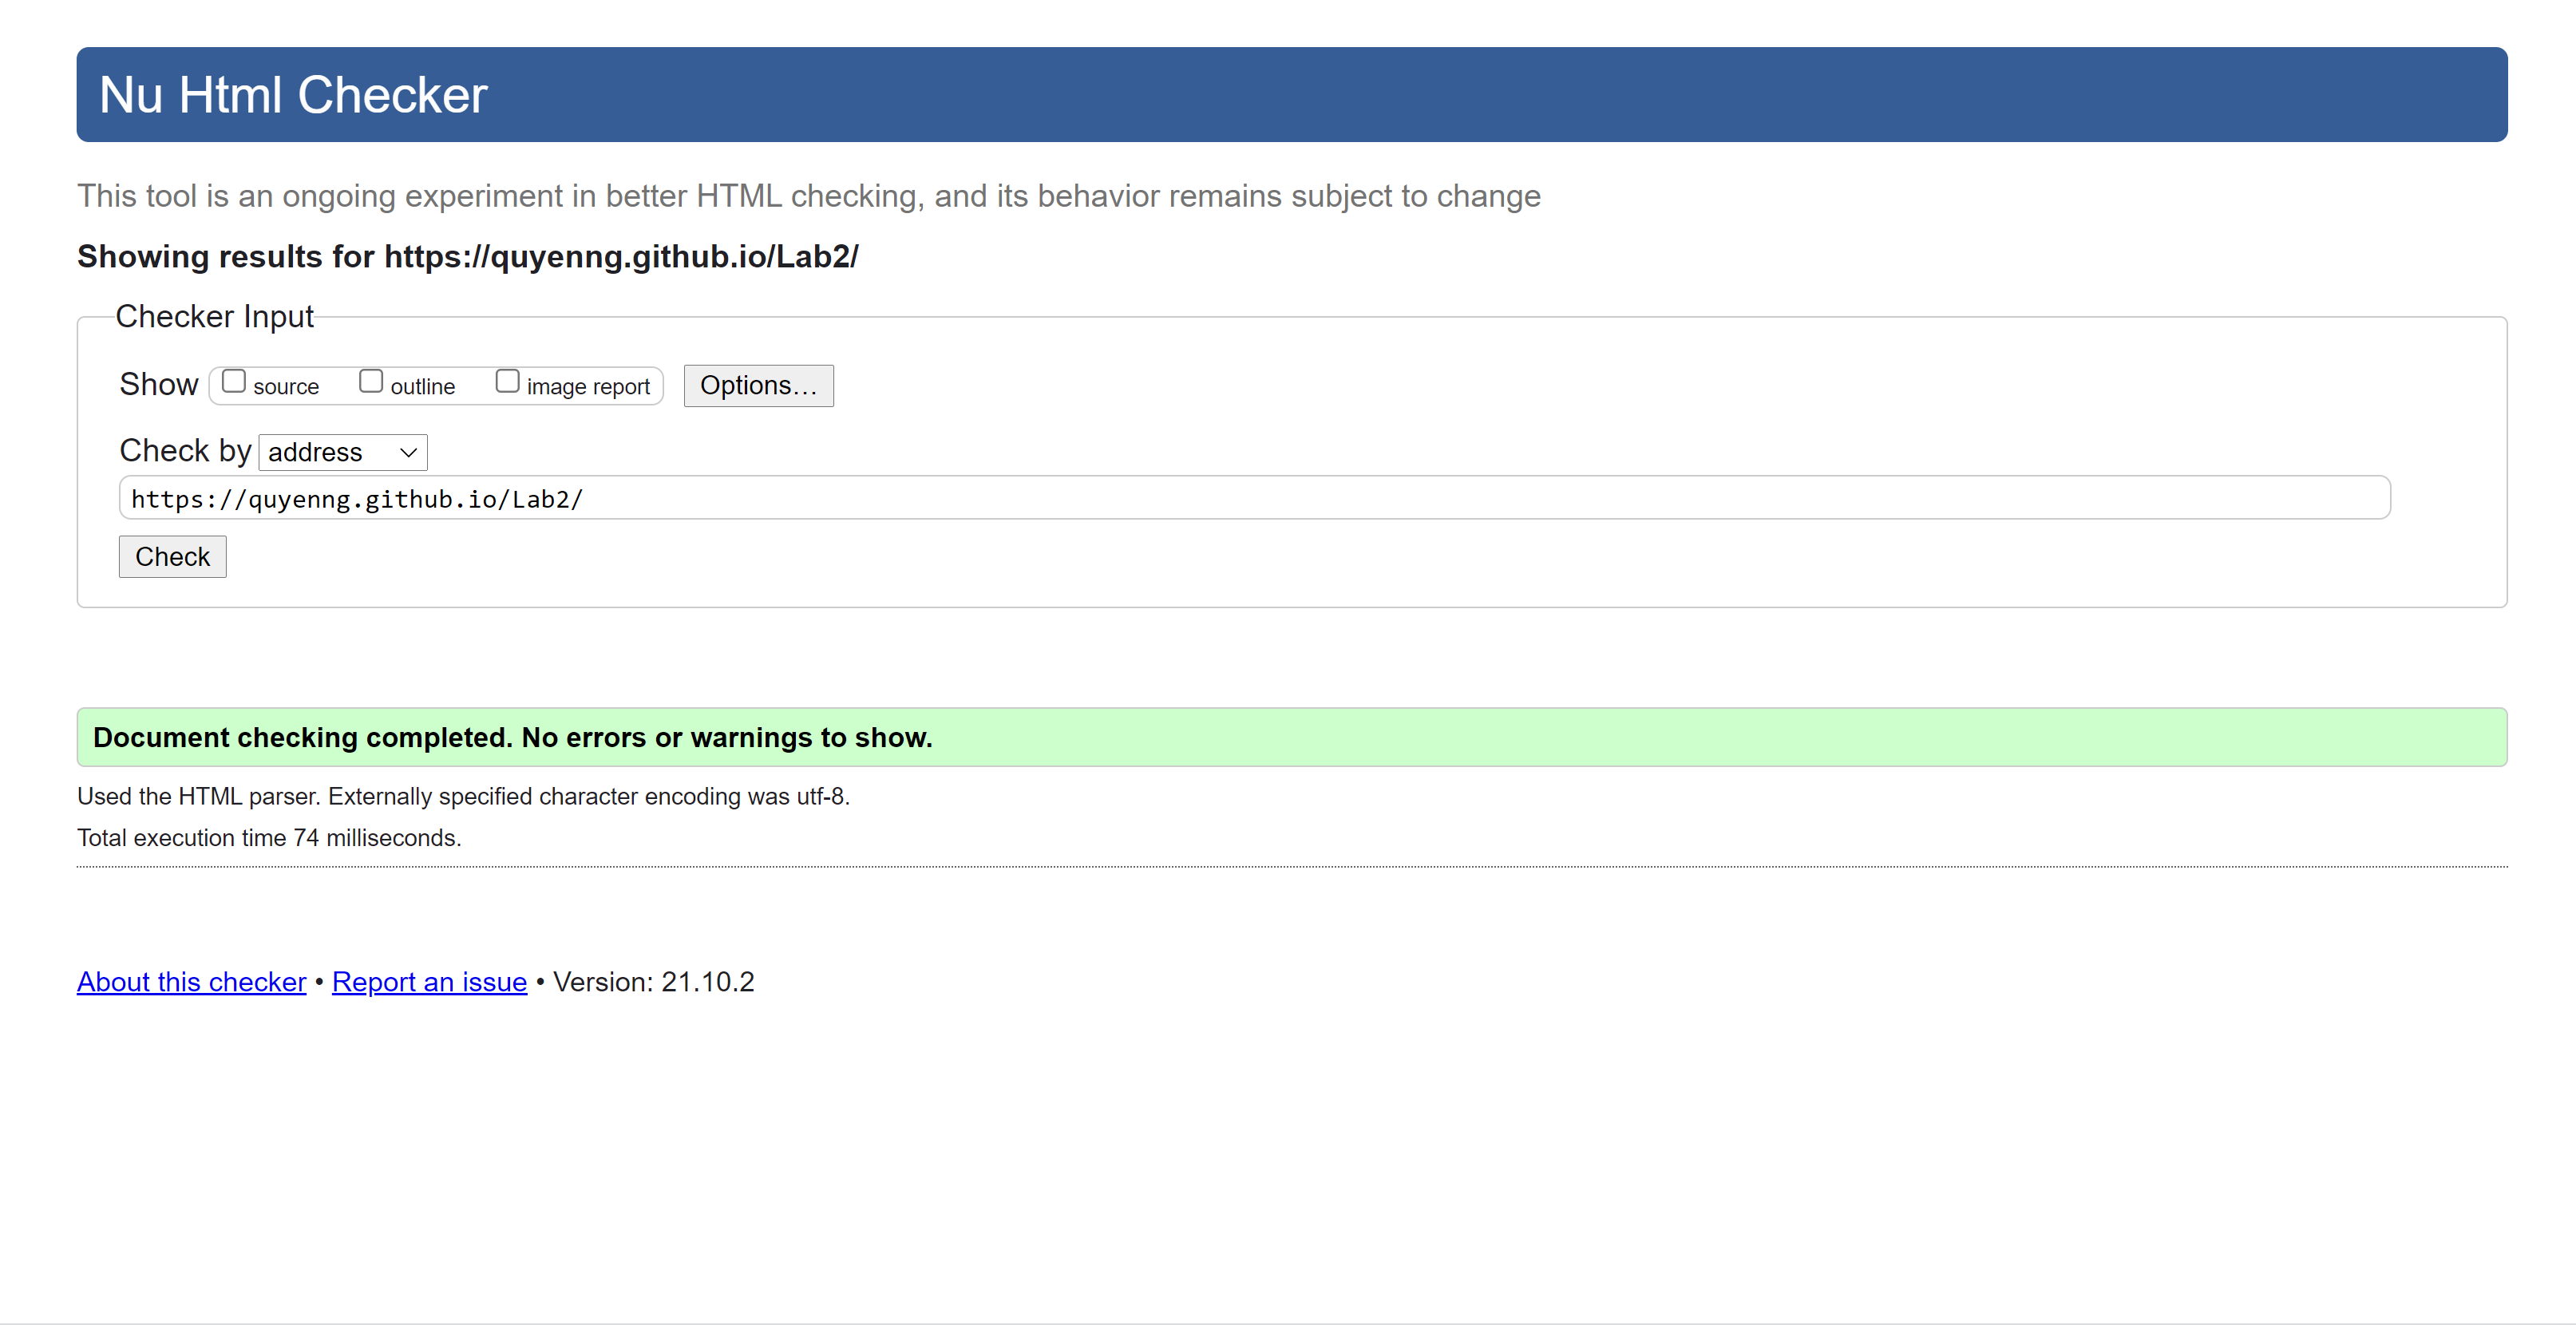 Nu Html Checker
This tool is an ongoing experiment in better HTML checking, and its behavior remains subject to change
Showing results for https://quyenng.github.io/Lab2/
Checker Input
Show source outline image report Options…
Check by address
https://quyenng.github.io/Lab2/
Check
Document checking completed. No errors or warnings to show.
Used the HTML parser. Externally specified character encoding was utf-8.
Total execution time 74 milliseconds.
About this checker • Report an issue • Version: 21.10.2